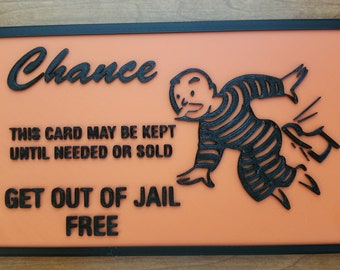 Chance
THIS CARD MAY BE KEPT
UNTIL NEEDED OR SOLD
GET OUT OF JAIL
FREE